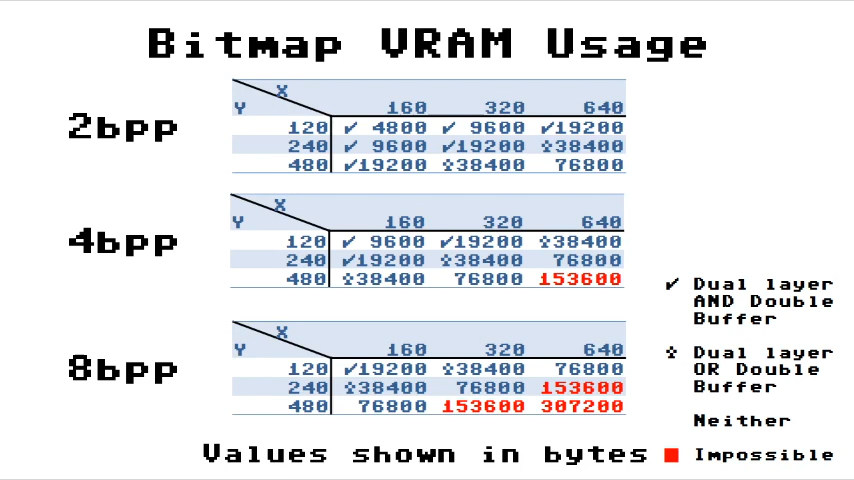 Bitmap VRAM Usage
2bpp
X
Y 160 320 640
120 ✓ 4800 ✓ 9600 ✓19200
240 ✓ 9600 ✓19200 ⯭38400
480 ✓19200 ⯭38400 76800
4bpp
X
Y 160 320 640
120 ✓ 9600 ✓19200 ⯭38400
240 ✓19200 ⯭38400 76800
480 ⯭38400 76800 153600
8bpp
X
Y 160 320 640
120 ✓19200 ⯭38400 76800
240 ⯭38400 76800 153600
480 76800 153600 307200
✓ Dual layer
AND Double
Buffer
⯭ Dual layer
OR Double
Buffer
Neither
Impossible
Values shown in bytes